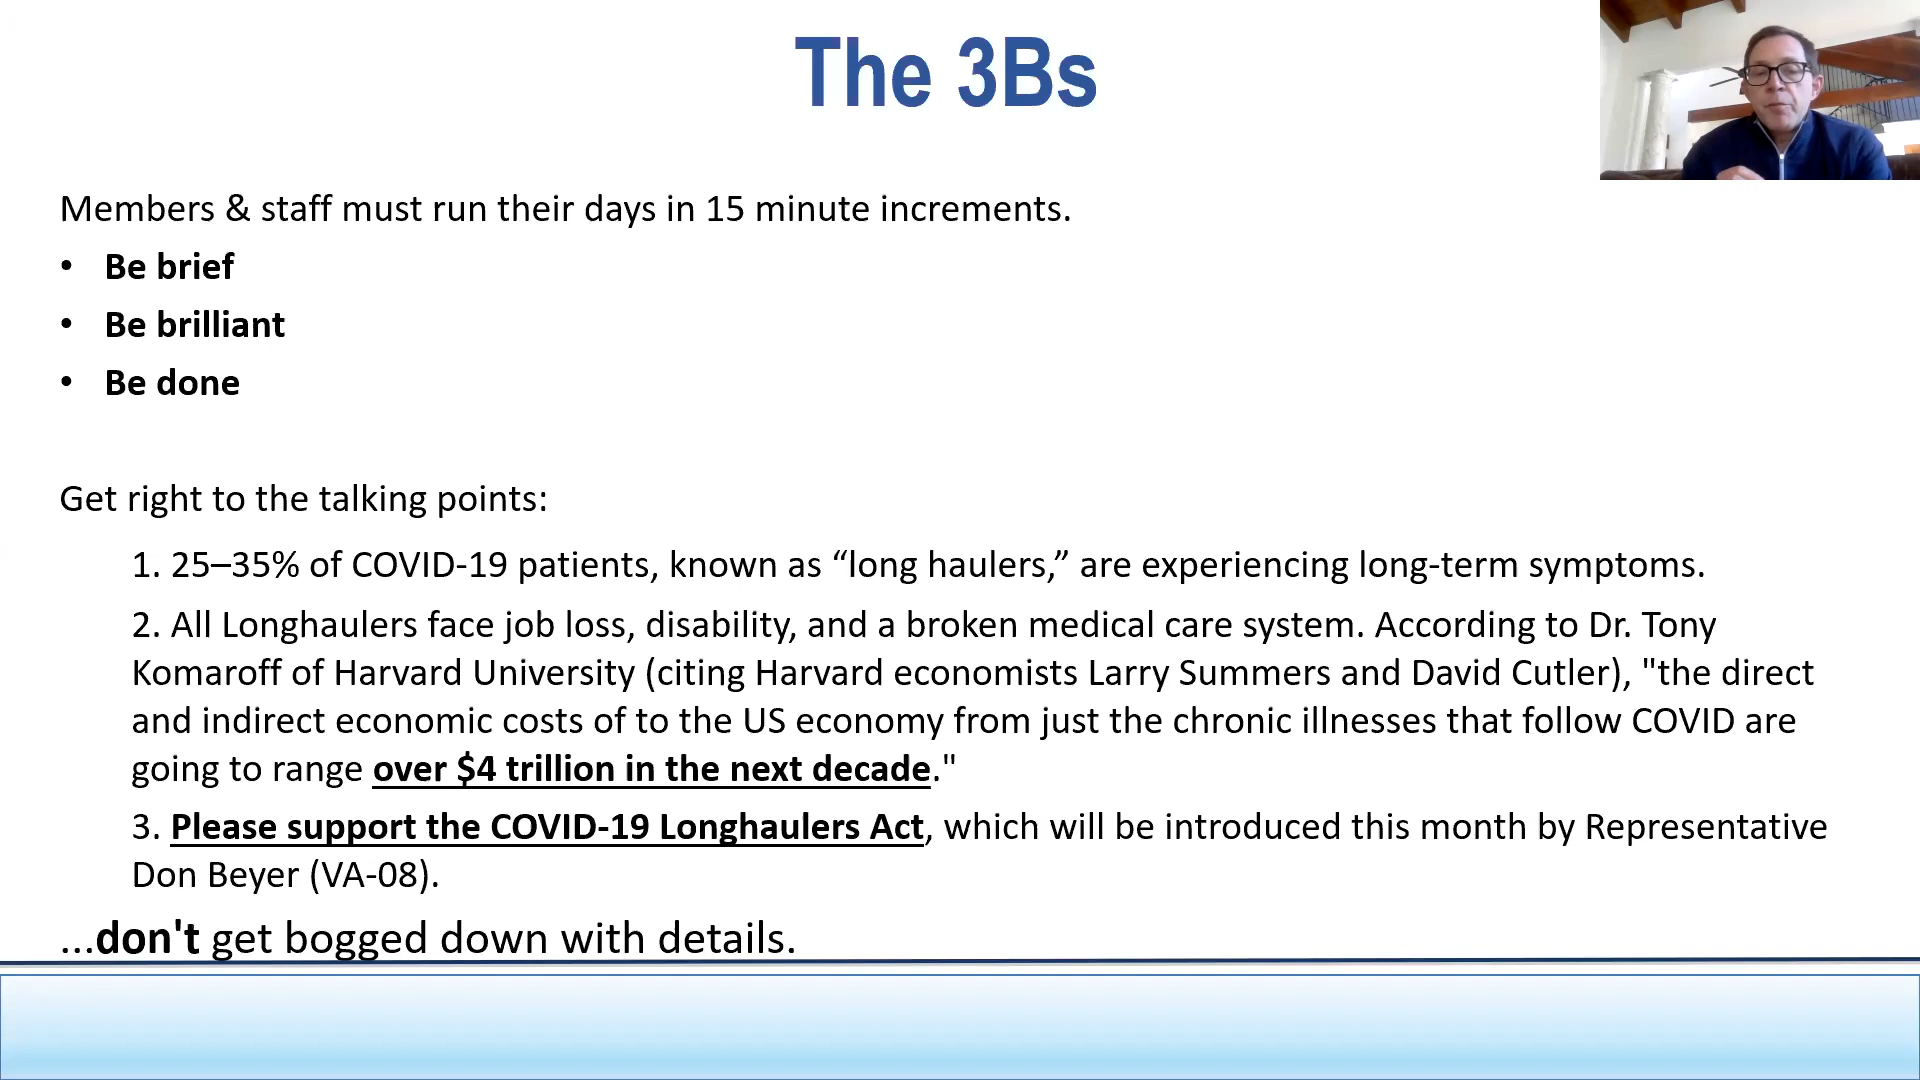 The 3Bs
Members & staff must run their days in 15 minute increments.
• Be brief
• Be brilliant
• Be done
Get right to the talking points:
1. 25–35% of COVID-19 patients, known as “long haulers,” are experiencing long-term symptoms.
2. All Longhaulers face job loss, disability, and a broken medical care system. According to Dr. Tony
Komaroff of Harvard University (citing Harvard economists Larry Summers and David Cutler), "the direct
and indirect economic costs of to the US economy from just the chronic illnesses that follow COVID are
going to range over $4 trillion in the next decade."
3. Please support the COVID-19 Longhaulers Act, which will be introduced this month by Representative
Don Beyer (VA-08).
...don't get bogged down with details.